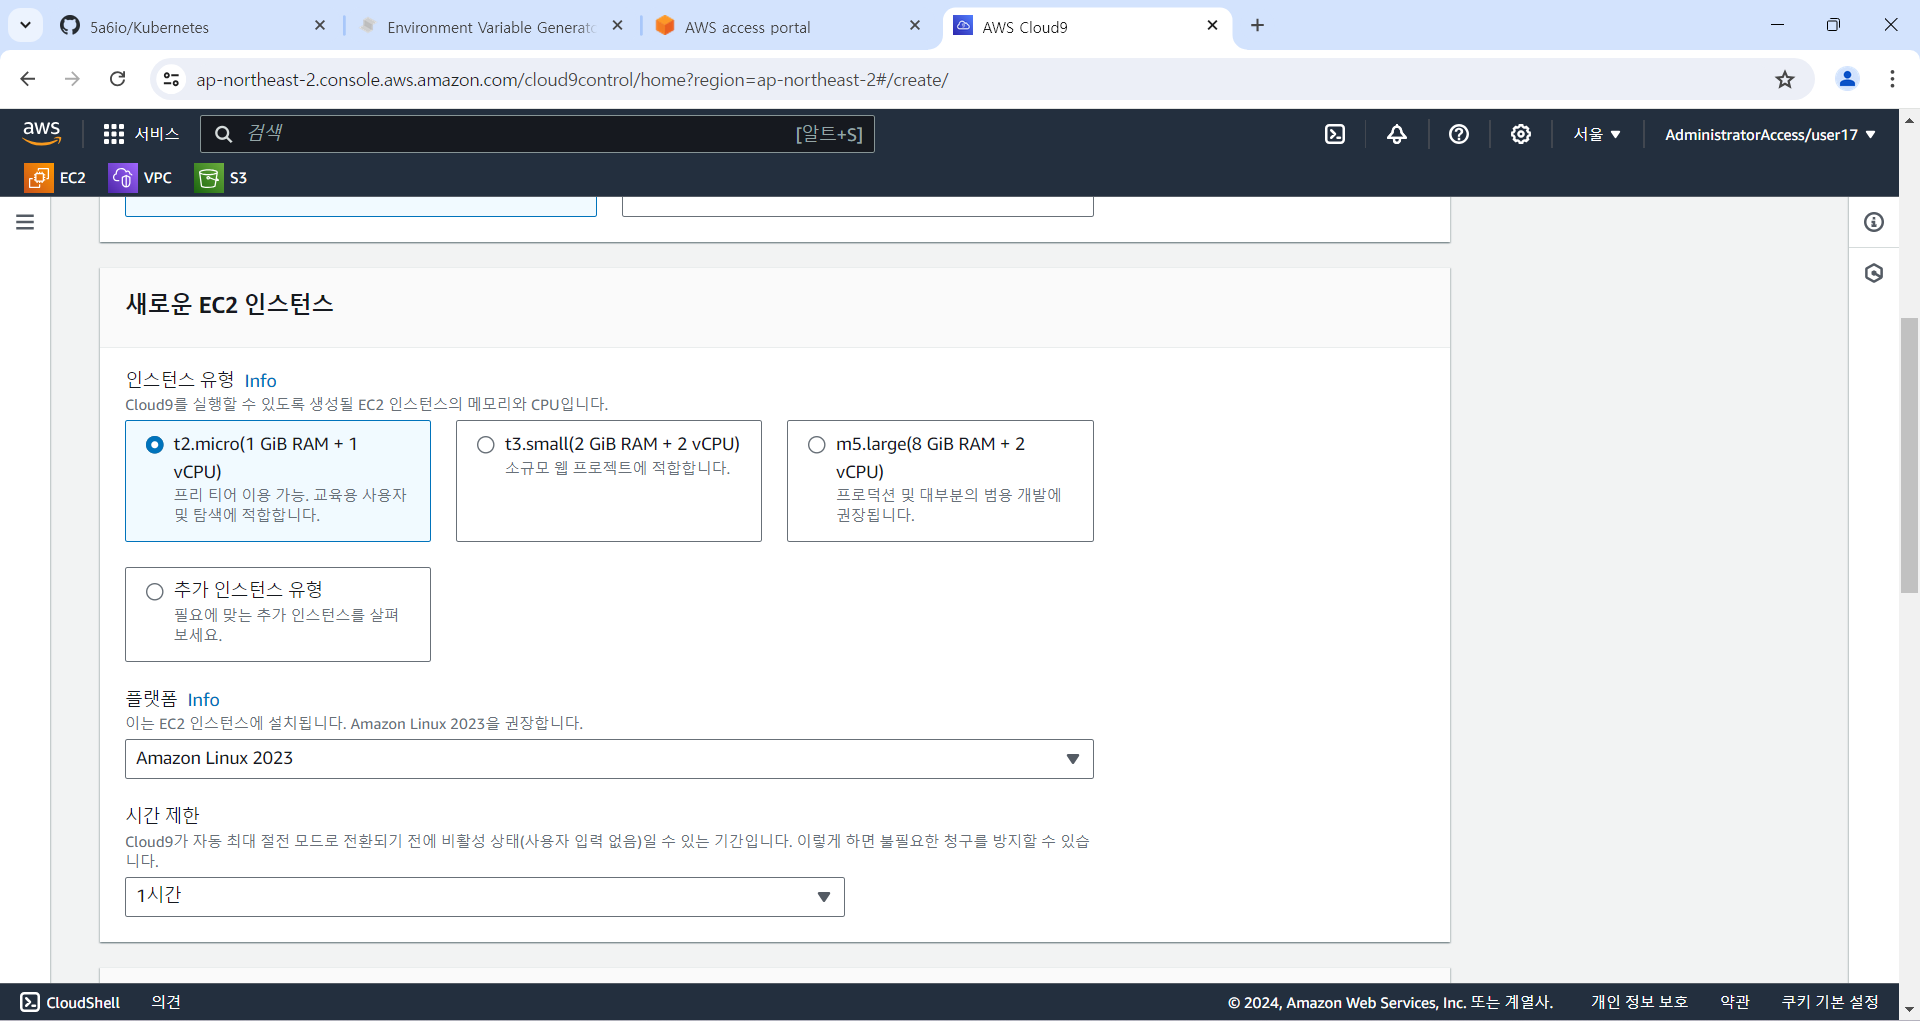 5a6io/Kubernetes
Environment Variable Generato
AWS access portal
AWS Cloud9
ap-northeast-2.console.aws.amazon.com/cloud9control/home?region=ap-northeast-2#/create/
aws
서비스
검색
[알트+S]
서울
AdministratorAccess/user17
EC2
VPC
S3
새로운 EC2 인스턴스
인스턴스 유형 Info
Cloud9를 실행할 수 있도록 생성될 EC2 인스턴스의 메모리와 CPU입니다.
t2.micro(1 GiB RAM + 1
vCPU)
프리 티어 이용 가능. 교육용 사용자
및 탐색에 적합합니다.
t3.small(2 GiB RAM + 2 vCPU)
소규모 웹 프로젝트에 적합합니다.
m5.large(8 GiB RAM + 2
vCPU)
프로덕션 및 대부분의 범용 개발에
권장됩니다.
추가 인스턴스 유형
필요에 맞는 추가 인스턴스를 살펴
보세요.
플랫폼 Info
이는 EC2 인스턴스에 설치됩니다. Amazon Linux 2023을 권장합니다.
Amazon Linux 2023
시간 제한
Cloud9가 자동 최대 절전 모드로 전환되기 전에 비활성 상태(사용자 입력 없음)일 수 있는 기간입니다. 이렇게 하면 불필요한 청구를 방지할 수 있습
니다.
1시간
CloudShell
의견
© 2024, Amazon Web Services, Inc. 또는 계열사.
개인 정보 보호
약관
쿠키 기본 설정